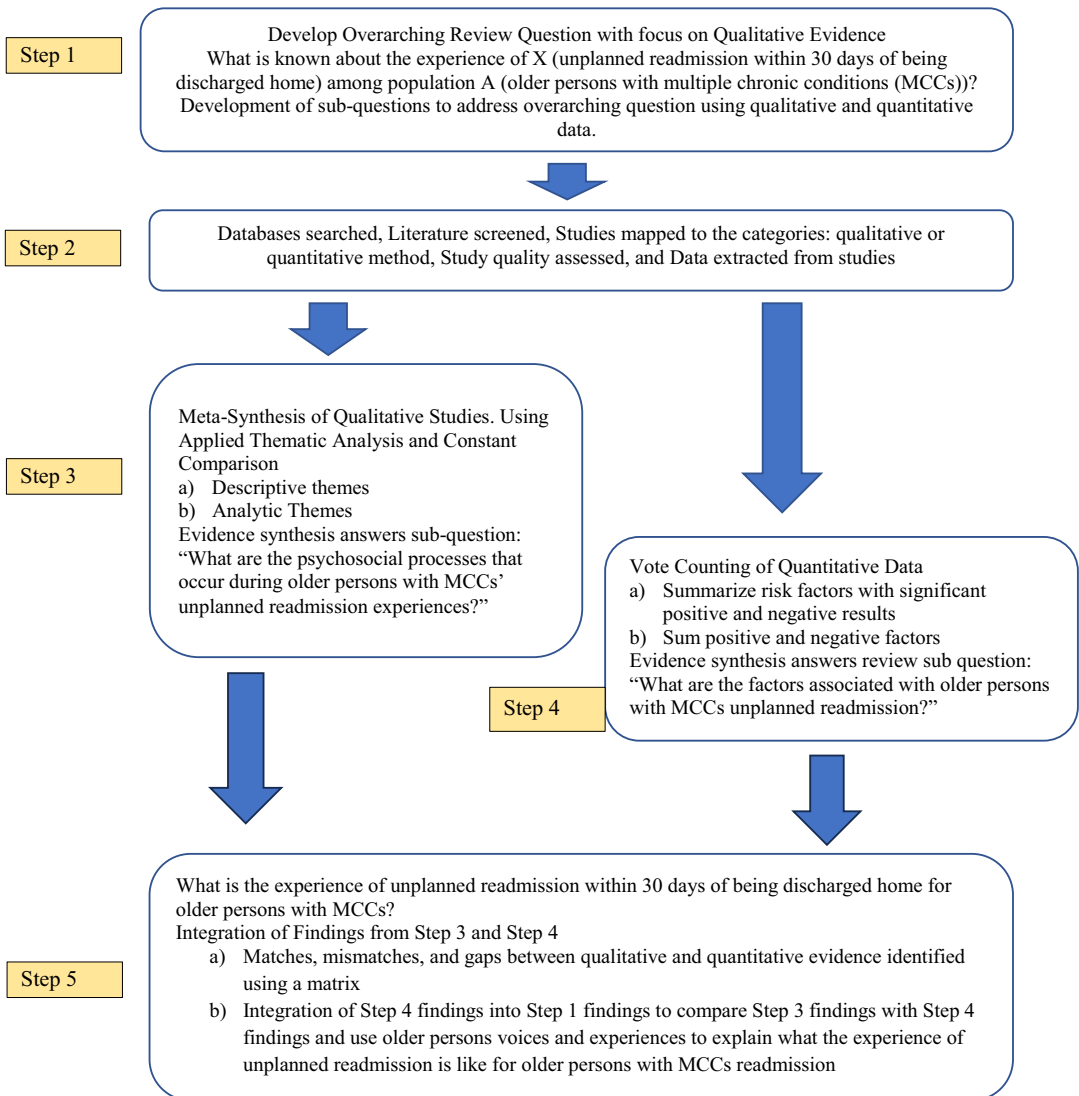 Step 1
Develop Overarching Review Question with focus on Qualitative Evidence
What is known about the experience of X (unplanned readmission within 30 days of being
discharged home) among population A (older persons with multiple chronic conditions (MCCs))?
Development of sub-questions to address overarching question using qualitative and quantitative
data.
Step 2
Databases searched, Literature screened, Studies mapped to the categories: qualitative or
quantitative method, Study quality assessed, and Data extracted from studies
Step 3
Meta-Synthesis of Qualitative Studies. Using
Applied Thematic Analysis and Constant
Comparison
a) Descriptive themes
b) Analytic Themes
Evidence synthesis answers sub-question:
“What are the psychosocial processes that
occur during older persons with MCCs’
unplanned readmission experiences?”
Step 4
Vote Counting of Quantitative Data
a) Summarize risk factors with significant
positive and negative results
b) Sum positive and negative factors
Evidence synthesis answers review sub question:
“What are the factors associated with older persons
with MCCs unplanned readmission?”
Step 5
What is the experience of unplanned readmission within 30 days of being discharged home for
older persons with MCCs?
Integration of Findings from Step 3 and Step 4
a) Matches, mismatches, and gaps between qualitative and quantitative evidence identified
using a matrix
b) Integration of Step 4 findings into Step 1 findings to compare Step 3 findings with Step 4
findings and use older persons voices and experiences to explain what the experience of
unplanned readmission is like for older persons with MCCs readmission